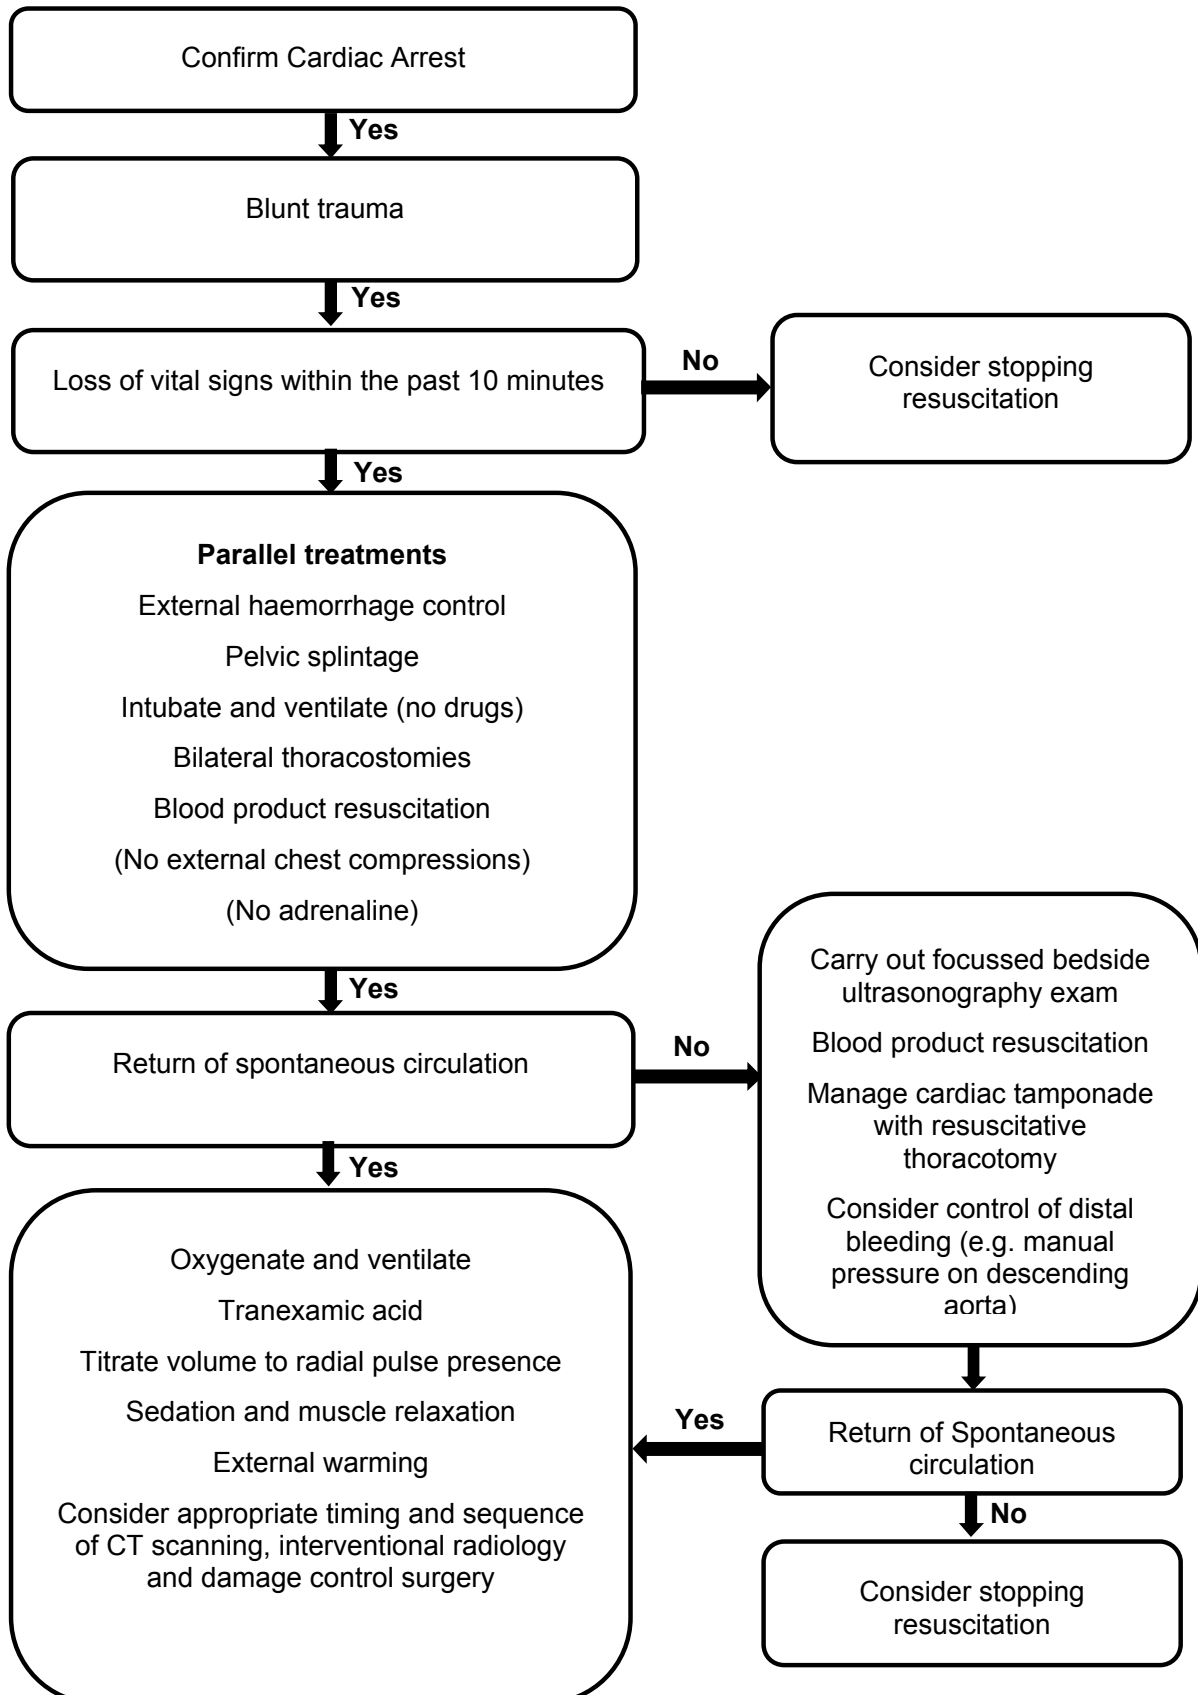 Confirm Cardiac Arrest
Yes
Blunt trauma
Yes
Loss of vital signs within the past 10 minutes
No
Consider stopping
resuscitation
Yes
Parallel treatments
External haemorrhage control
Pelvic splintage
Intubate and ventilate (no drugs)
Bilateral thoracostomies
Blood product resuscitation
(No external chest compressions)
(No adrenaline)
Yes
Return of spontaneous circulation
No
Carry out focussed bedside
ultrasonography exam
Blood product resuscitation
Manage cardiac tamponade
with resuscitative
thoracotomy
Consider control of distal
bleeding (e.g. manual
pressure on descending
aorta)
Yes
Oxygenate and ventilate
Tranexamic acid
Titrate volume to radial pulse presence
Sedation and muscle relaxation
External warming
Consider appropriate timing and sequence
of CT scanning, interventional radiology
and damage control surgery
Yes
Return of Spontaneous
circulation
No
Consider stopping
resuscitation